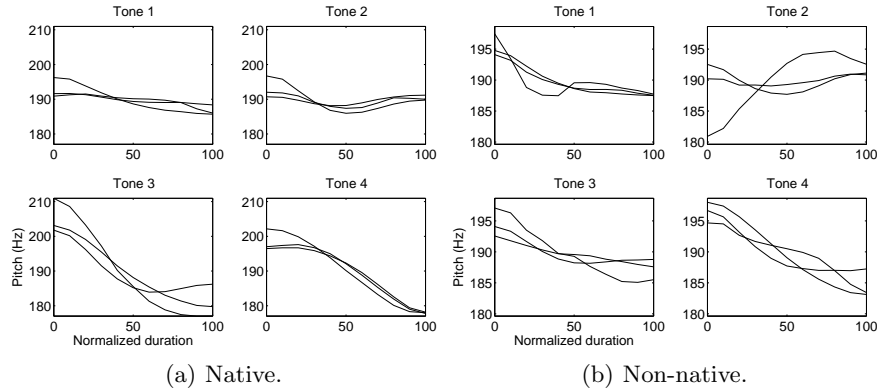 Tone 1 Tone 2 Tone 1 Tone 2
210 210 195 195
200 200 190 190
190 190 185 185
180 180 180 180
0 50 100 0 50 100 0 50 100 0 50 100
Tone 3 Tone 4 Tone 3 Tone 4
210 210 195 195
200 200 190 190
190 190 185 185
180 180 180 180
Pitch (Hz) Pitch (Hz)
0 50 100 0 50 100 0 50 100 0 50 100
Normalized duration Normalized duration
(a) Native. (b) Non-native.